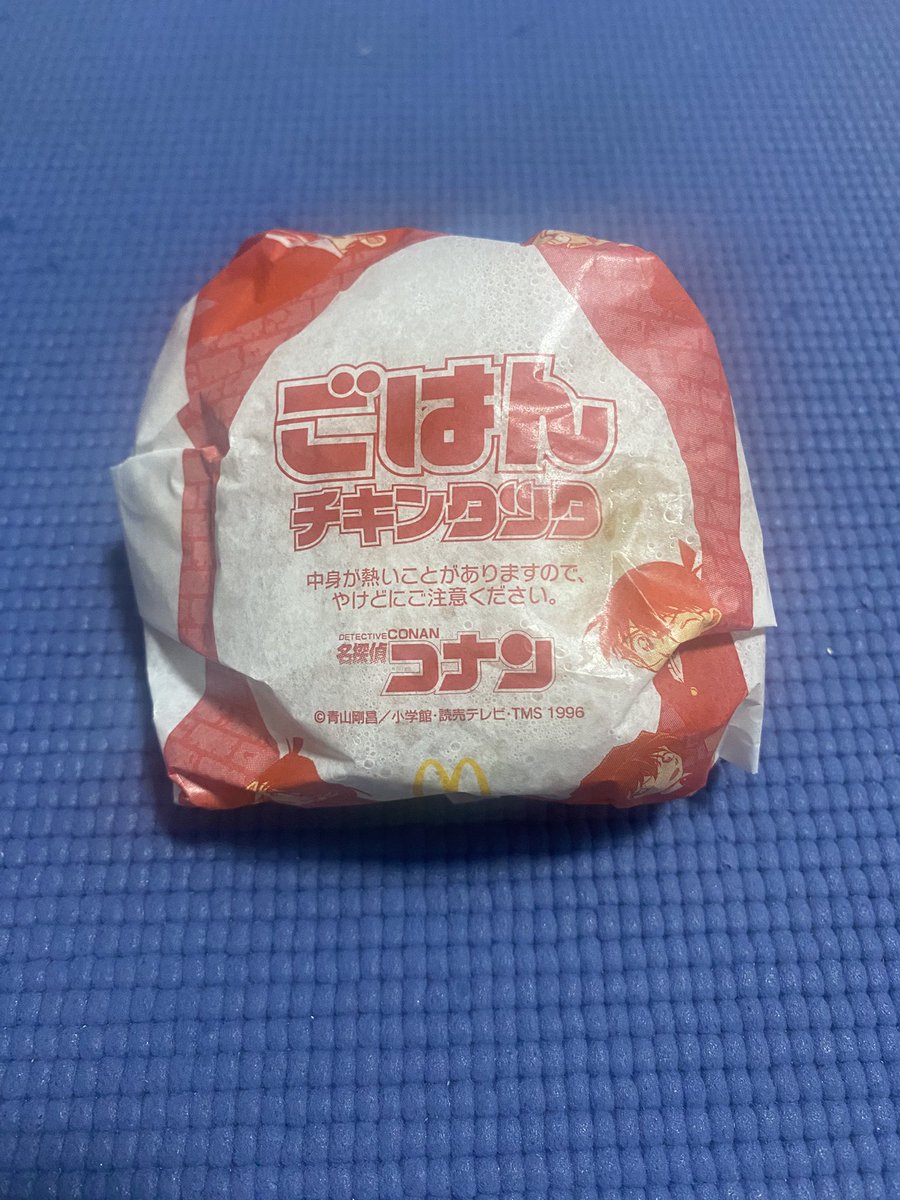 ごはん
チキンタツタ
中身が熱いことがありますので、
やけどにご注意ください。
DETECTIVE CONAN
名探偵コナン
©青山剛昌／小学館・読売テレビ・TMS 1996